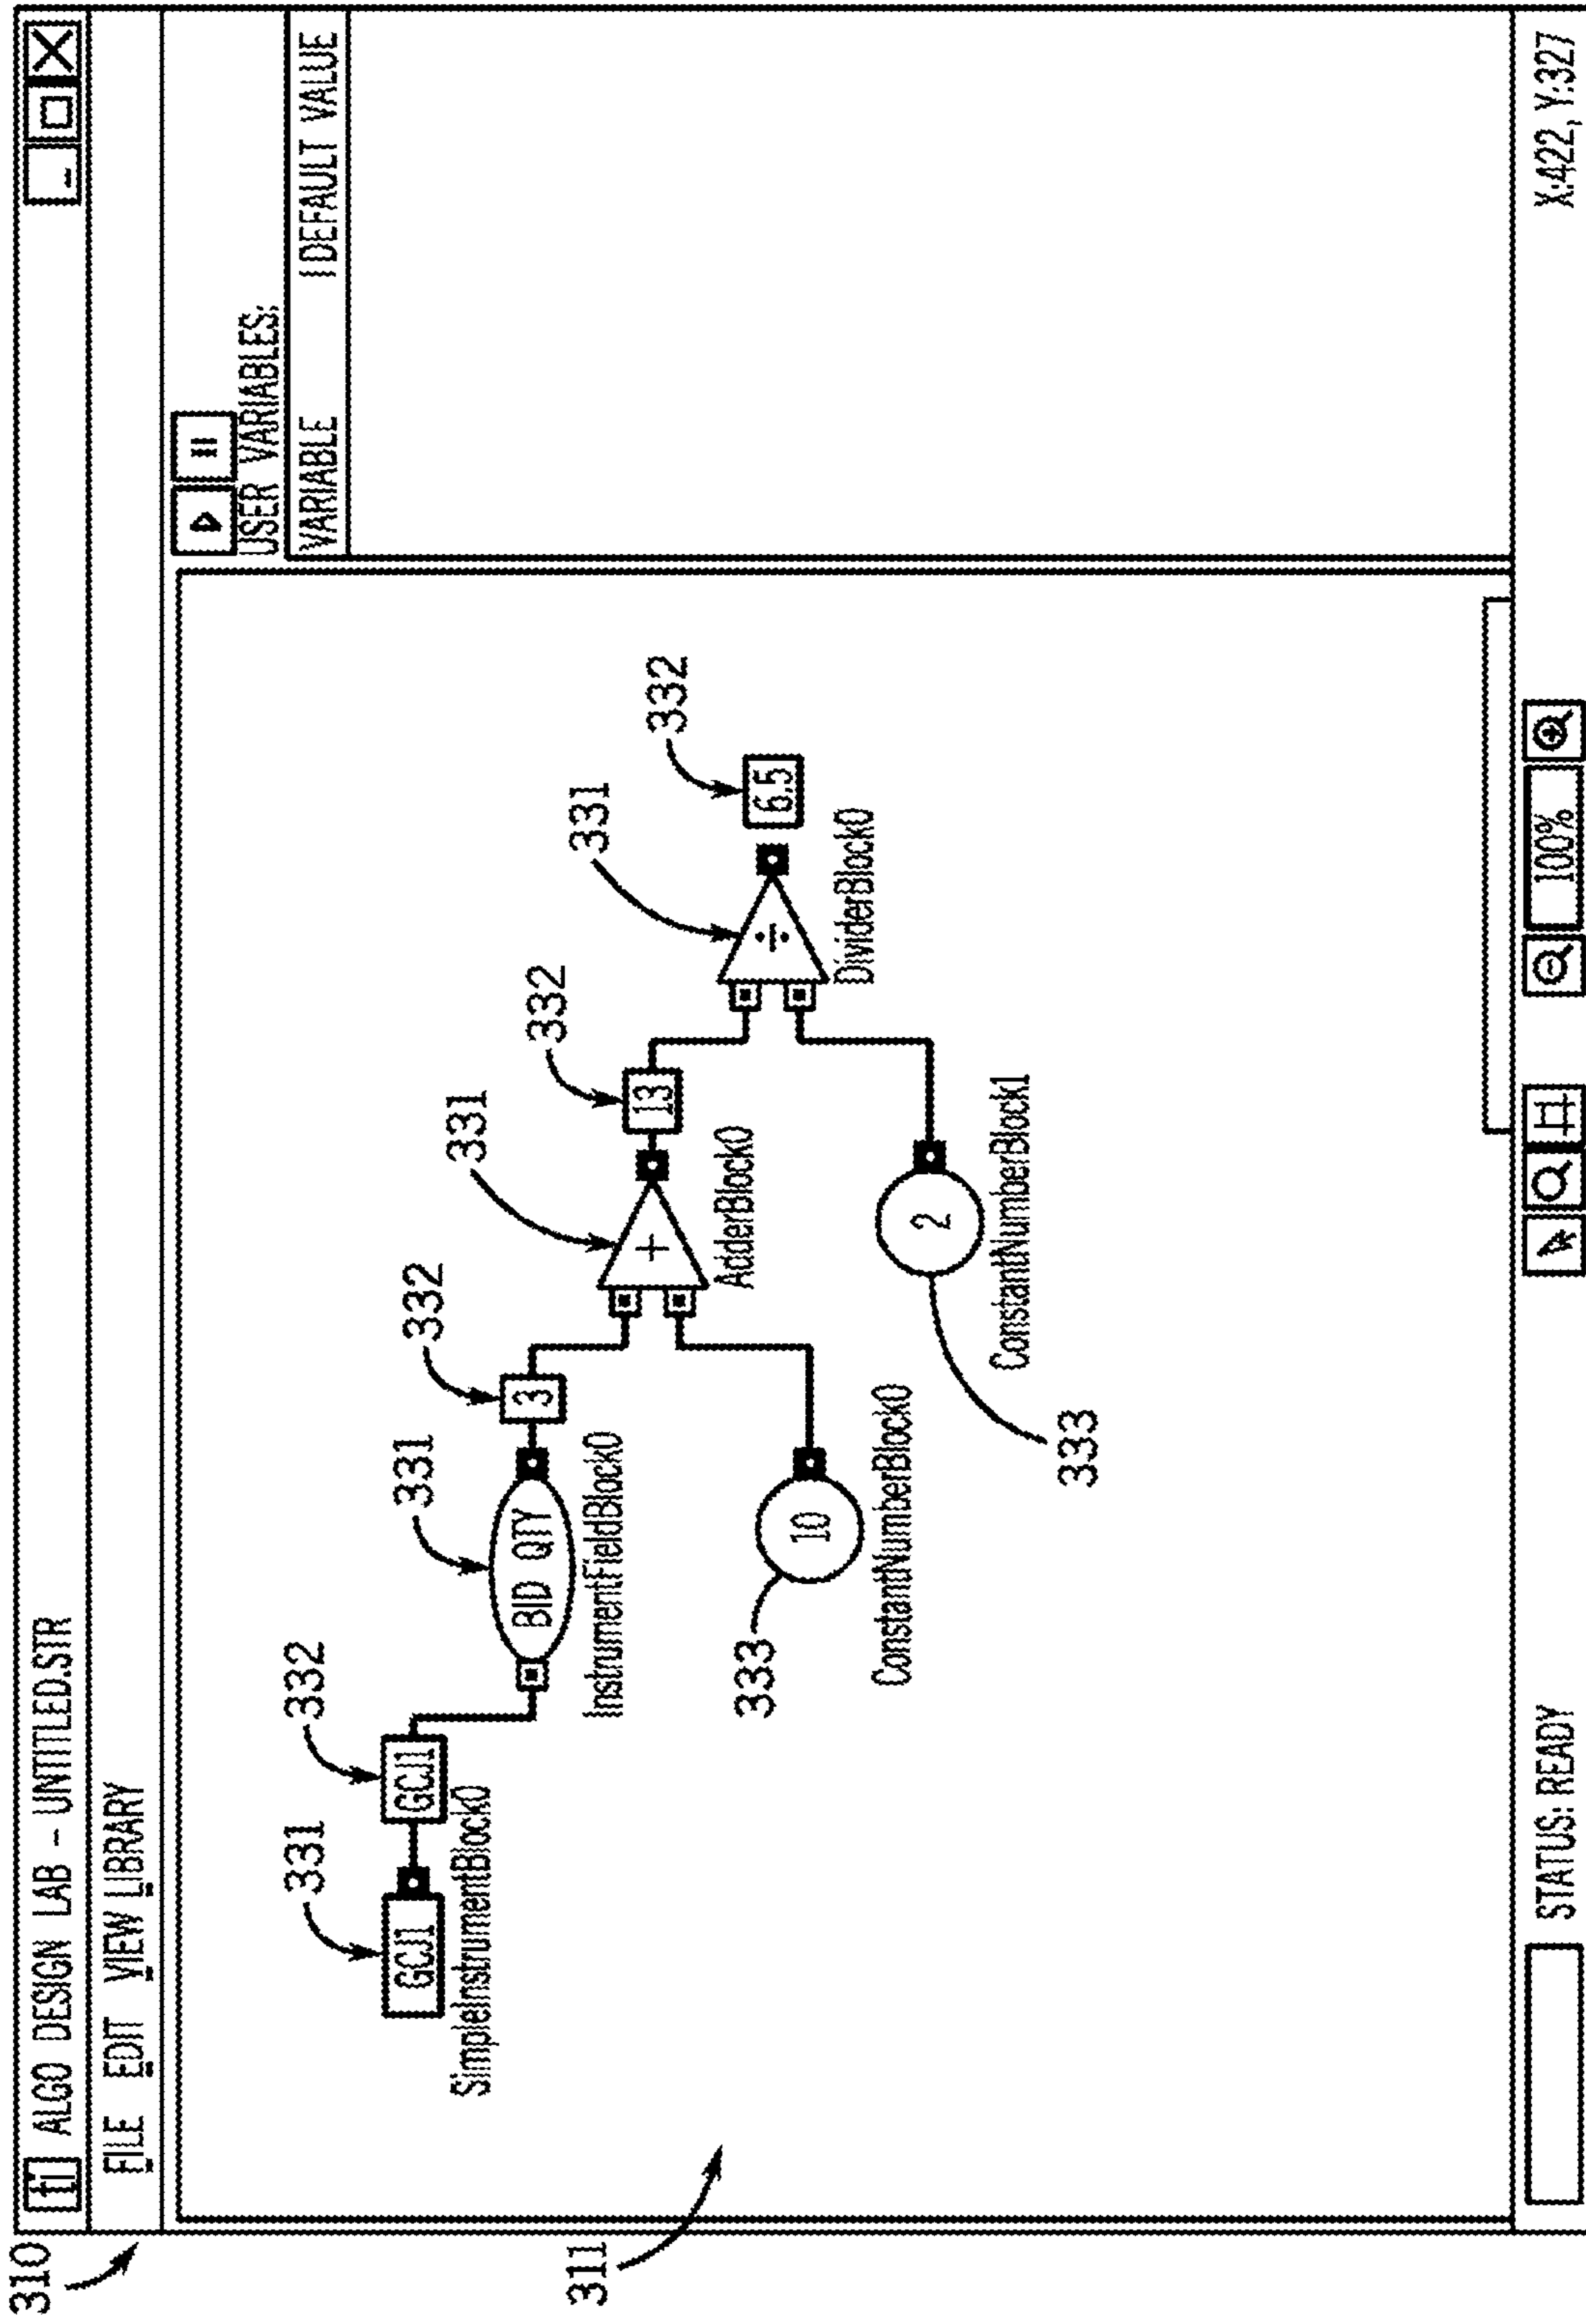 310
ALGO DESIGN LAB - UNTITLED.STR
FILE EDIT VIEW LIBRARY
USER VARIABLES:
VARIABLE | DEFAULT VALUE
331
332
GCJ1
GCJ1
SimpleInstrumentBlock0
331
332
BID QTY
3
InstrumentFieldBlock0
331
332
+
13
AdderBlock0
331
332
÷
6.5
DividerBlock0
333
10
ConstantNumberBlock0
2
ConstantNumberBlock1
333
311
STATUS: READY
100%
X:422, Y:327